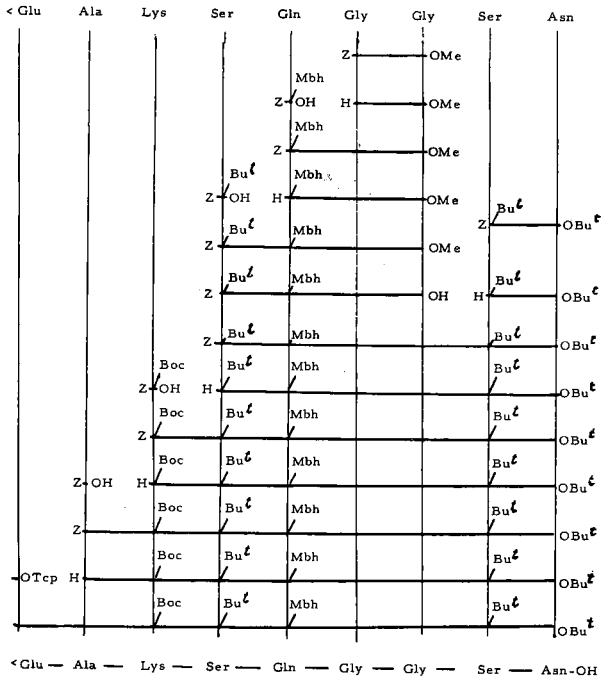 < Glu Ala Lys Ser Gln Gly Gly Ser Asn
Z OMe
Mbh
Z OH H OMe
Mbh
Z OMe
Bu t Mbh
Z OH H OMe
Bu t
Z OBu t
Bu t Mbh
Z OMe
Bu t Mbh Bu t
Z OH H OBu t
Bu t Mbh Bu t
Z OBu t
Boc Bu t Mbh Bu t
Z OH H OBu t
Boc Bu t Mbh Bu t
Z OBu t
Boc Bu t Mbh Bu t
Z OH H OBu t
Boc Bu t Mbh Bu t
Z OBu t
Boc Bu t Mbh Bu t
OTcp H OBu t
Boc Bu t Mbh Bu t
OBu t
<Glu — Ala — Lys — Ser — Gln — Gly — Gly — Ser — Asn-OH